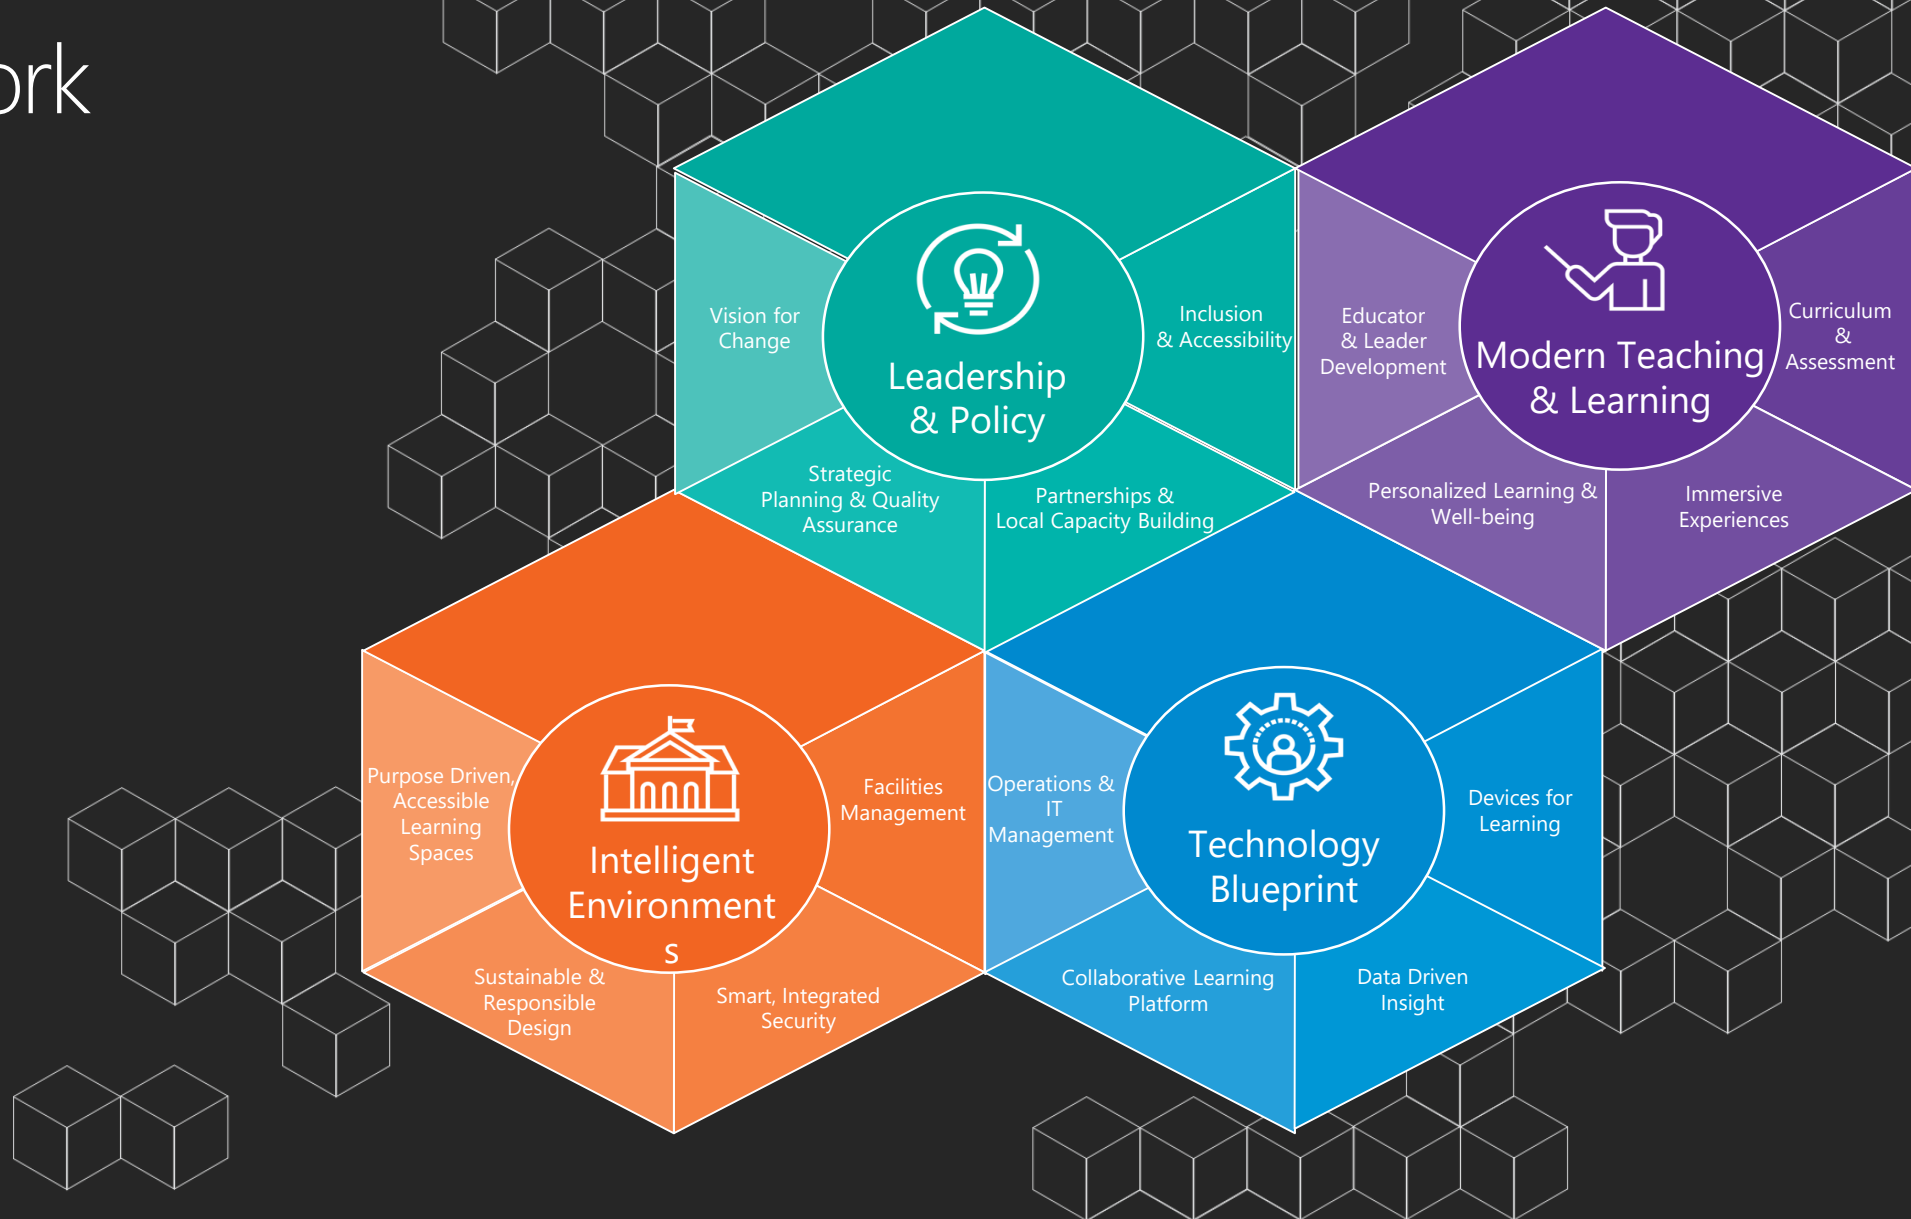 ork
Vision for
Change
Leadership
& Policy
Inclusion
& Accessibility
Strategic
Planning & Quality
Assurance
Partnerships &
Local Capacity Building
Educator
& Leader
Development
Modern Teaching
& Learning
Curriculum
&
Assessment
Personalized Learning &
Well-being
Immersive
Experiences
Purpose Driven,
Accessible
Learning
Spaces
Intelligent
Environment
s
Facilities
Management
Sustainable &
Responsible
Design
Smart, Integrated
Security
Operations &
IT
Management
Technology
Blueprint
Devices for
Learning
Collaborative Learning
Platform
Data Driven
Insight